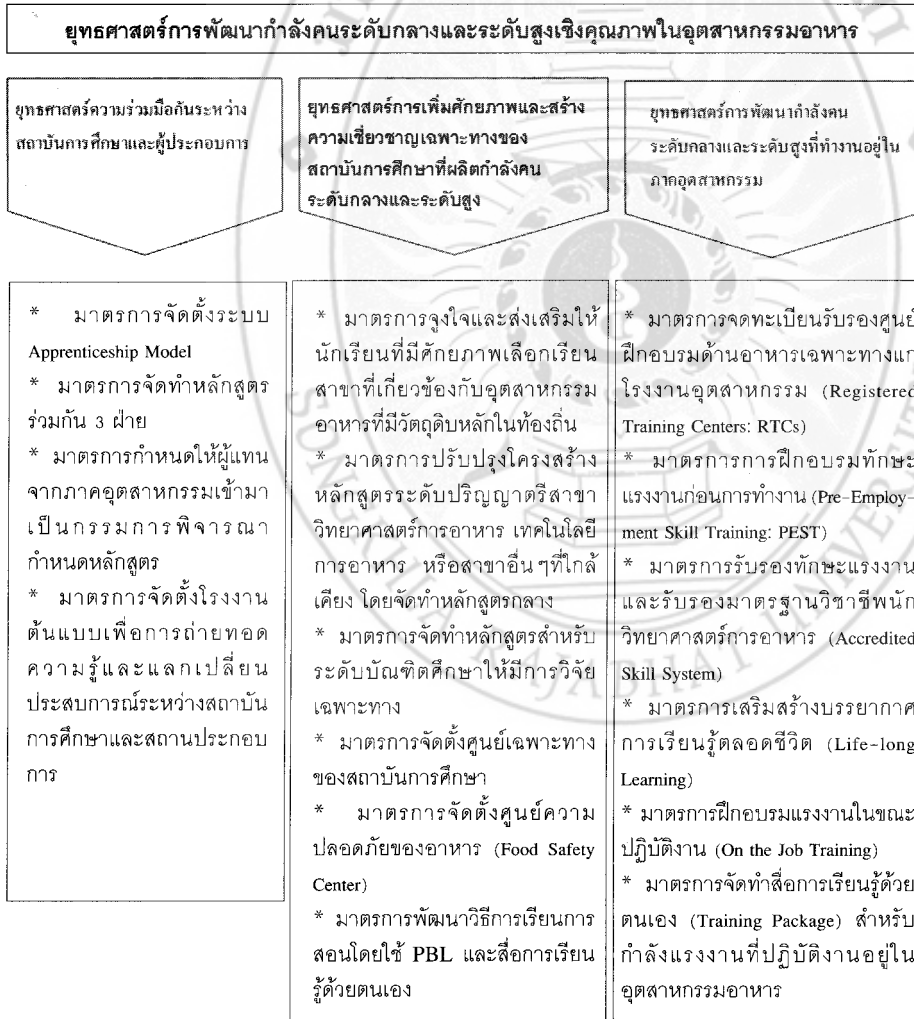 ยุทธศาสตร์การพัฒนากำลังคนระดับกลางและระดับสูงเชิงคุณภาพในอุตสาหกรรมอาหาร
ยุทธศาสตร์ความร่วมมือกันระหว่าง
สถาบันการศึกษาและผู้ประกอบการ
ยุทธศาสตร์การเพิ่มศักยภาพและสร้าง
ความเชี่ยวชาญเฉพาะทางของ
สถาบันการศึกษาที่ผลิตกำลังคน
ระดับกลางและระดับสูง
ยุทธศาสตร์การพัฒนากำลังคน
ระดับกลางและระดับสูงที่ทำงานอยู่ใน
ภาคอุตสาหกรรม
* มาตรการจัดตั้งระบบ
Apprenticeship Model
* มาตรการจัดทำหลักสูตร
ร่วมกัน 3 ฝ่าย
* มาตรการกำหนดให้ผู้แทน
จากภาคอุตสาหกรรมเข้ามา
เป็นกรรมการพิจารณา
กำหนดหลักสูตร
* มาตรการจัดตั้งโรงงาน
ต้นแบบเพื่อการถ่ายทอด
ความรู้และแลกเปลี่ยน
ประสบการณ์ระหว่างสถาบัน
การศึกษาและสถานประกอบ
การ
* มาตรการจูงใจและส่งเสริมให้
นักเรียนที่มีศักยภาพเลือกเรียน
สาขาที่เกี่ยวข้องกับอุตสาหกรรม
อาหารที่มีวัตถุดิบหลักในท้องถิ่น
* มาตรการปรับปรุงโครงสร้าง
หลักสูตรระดับปริญญาตรีสาขา
วิทยาศาสตร์การอาหาร เทคโนโลยี
การอาหาร หรือสาขาอื่นๆที่ใกล้
เคียง โดยจัดทำหลักสูตรกลาง
* มาตรการจัดทำหลักสูตรสำหรับ
ระดับบัณฑิตศึกษาให้มีการวิจัย
เฉพาะทาง
* มาตรการจัดตั้งศูนย์เฉพาะทาง
ของสถาบันการศึกษา
* มาตรการจัดตั้งศูนย์ความ
ปลอดภัยของอาหาร (Food Safety
Center)
* มาตรการพัฒนาวิธีการเรียนการ
สอนโดยใช้ PBL และสื่อการเรียน
รู้ด้วยตนเอง
* มาตรการจดทะเบียนรับรองศูนย์
ฝึกอบรมด้านอาหารเฉพาะทางแก่
โรงงานอุตสาหกรรม (Registered
Training Centers: RTCs)
* มาตรการการฝึกอบรมทักษะ
แรงงานก่อนการทำงาน (Pre-Employ-
ment Skill Training: PEST)
* มาตรการรับรองทักษะแรงงาน
และรับรองมาตรฐานวิชาชีพนัก
วิทยาศาสตร์การอาหาร (Accredited
Skill System)
* มาตรการเสริมสร้างบรรยากาศ
การเรียนรู้ตลอดชีวิต (Life-long
Learning)
* มาตรการฝึกอบรมแรงงานในขณะ
ปฏิบัติงาน (On the Job Training)
* มาตรการจัดทำสื่อการเรียนรู้ด้วย
ตนเอง (Training Package) สำหรับ
กำลังแรงงานที่ปฏิบัติงานอยู่ใน
อุตสาหกรรมอาหาร
RAJABHAT UNIVERSITY